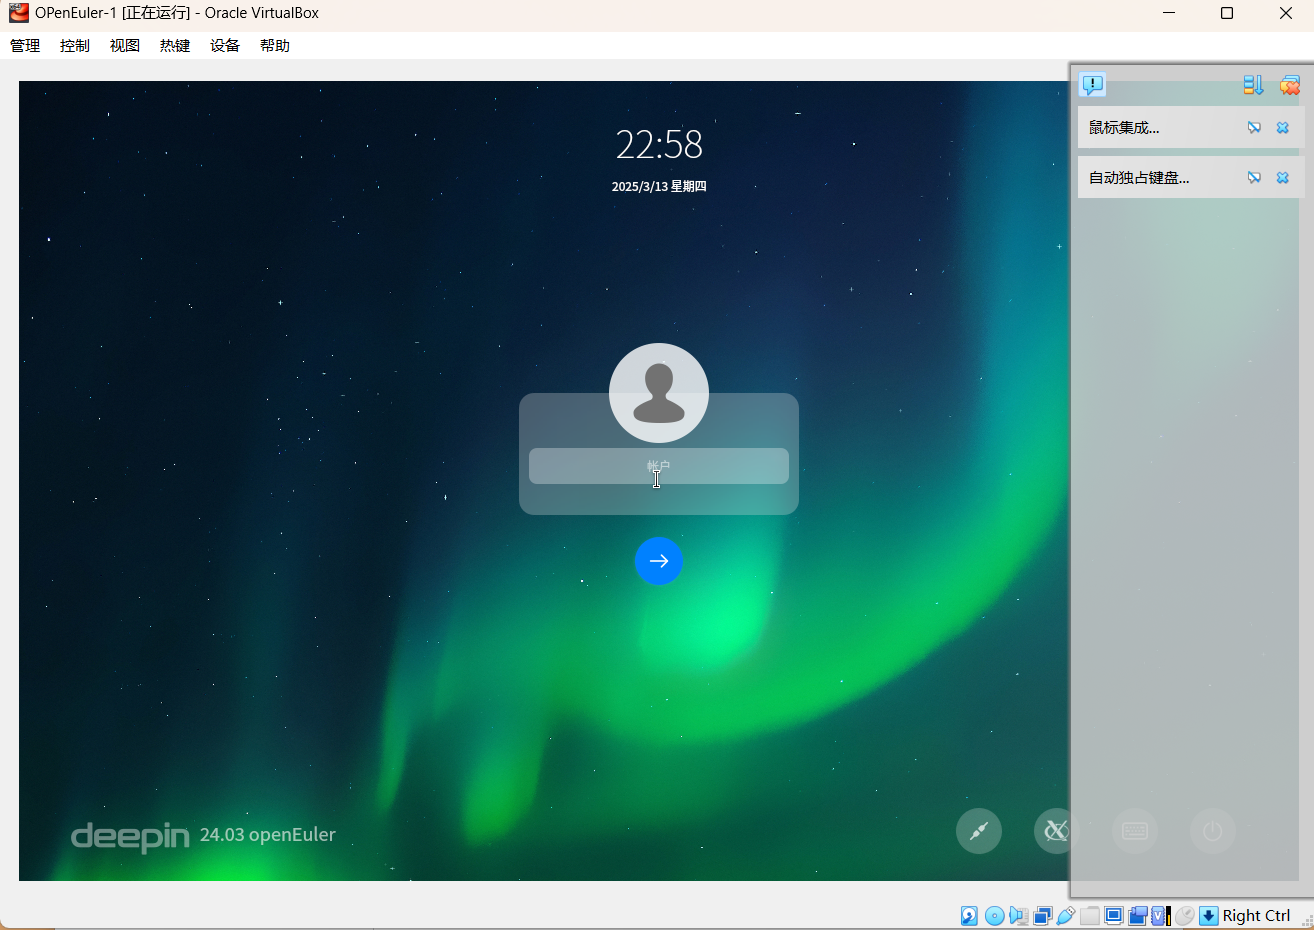 OPenEuler-1 [正在运行] - Oracle VirtualBox
管理 控制 视图 热键 设备 帮助
鼠标集成...
自动独占键盘...
22:58
2025/3/13 星期四
帐户
deepin 24.03 openEuler
Right Ctrl